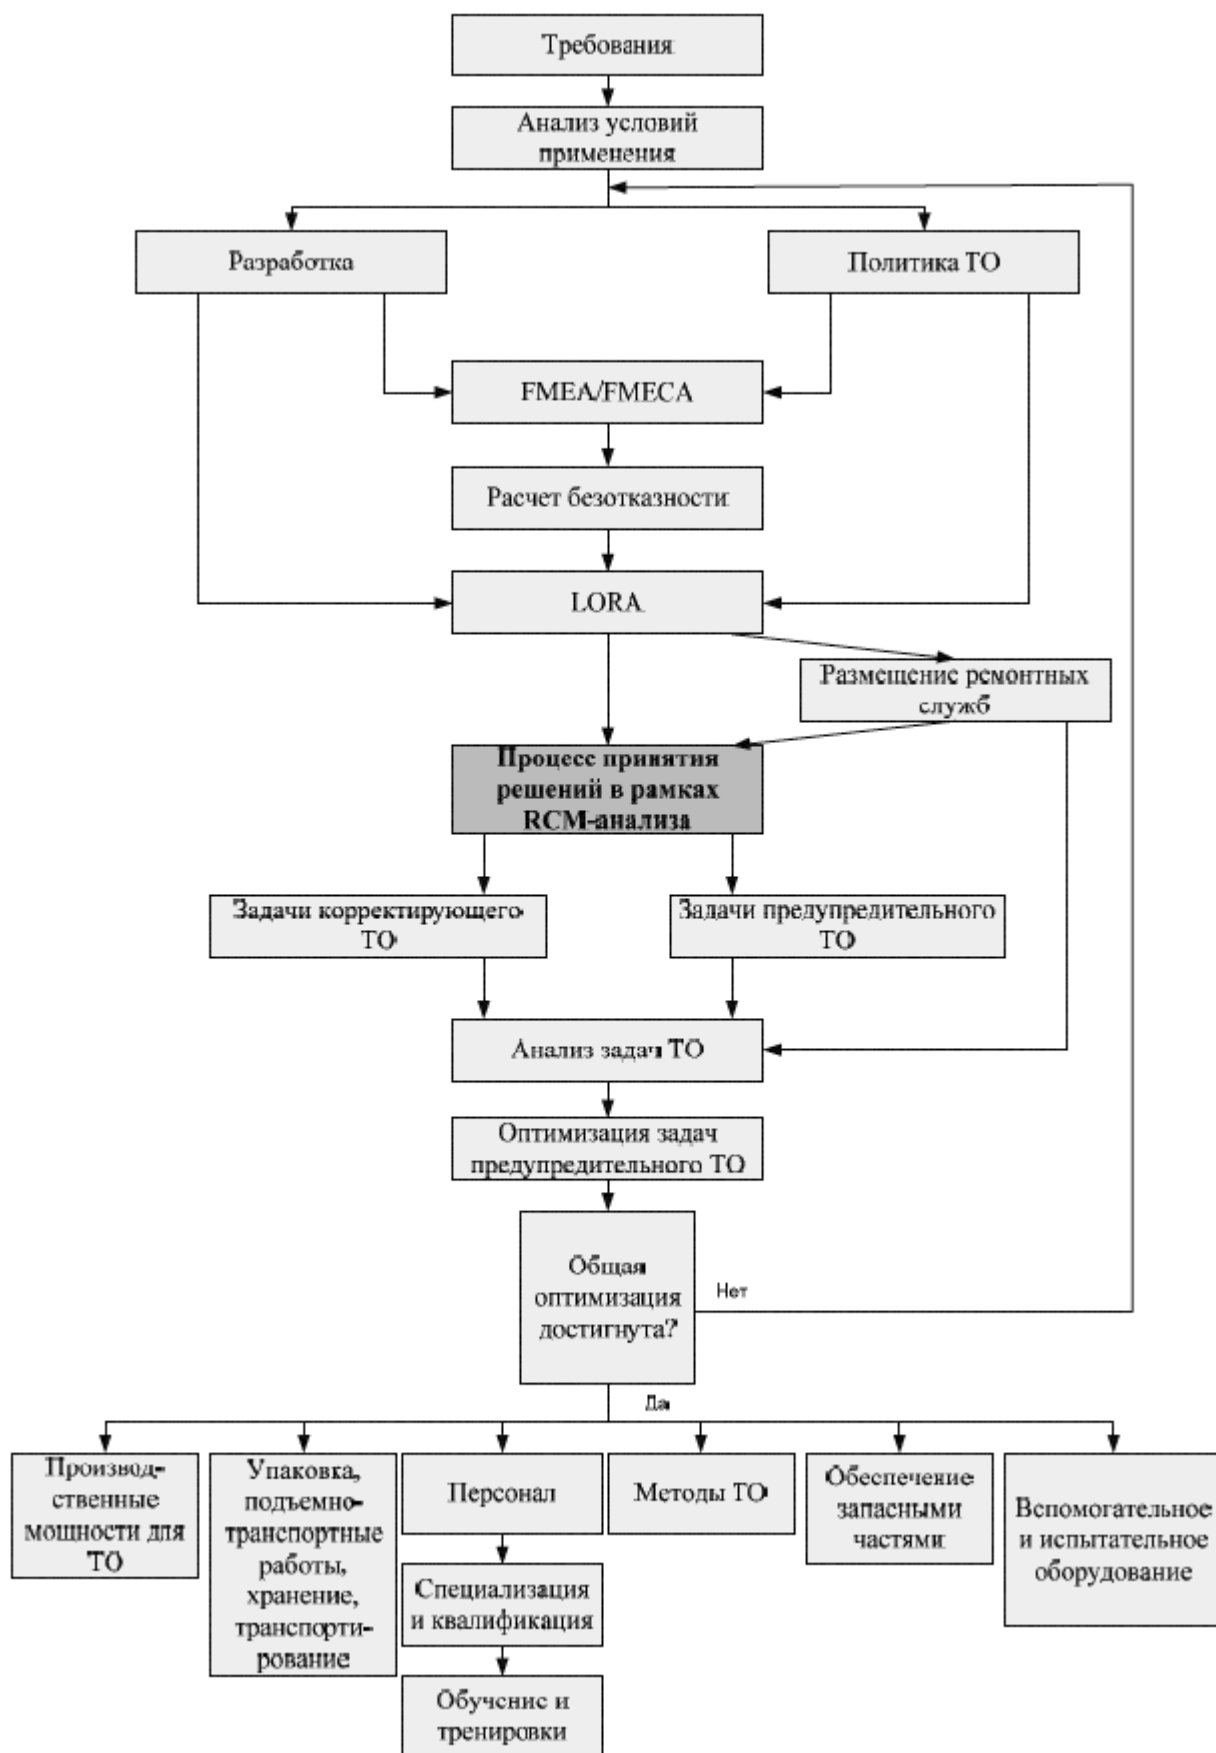 Требования
Анализ условий
применения
Разработка
Политика ТО
FMEA/FMECA
Расчет безотказности
LORA
Размещение ремонтных
служб
Процесс принятия
решений в рамках
RCM-анализа
Задачи корректирующего
ТО
Задачи предупредительного
ТО
Анализ задач ТО
Оптимизация задач
предупредительного ТО
Общая
оптимизация
достигнута?
Нет
Да
Производ-
ственные
мощности для
ТО
Упаковка,
подъемно-
транспортные
работы,
хранение,
транспорти-
рование
Персонал
Методы ТО
Обеспечение
запасными
частями
Вспомогательное
и испытательное
оборудование
Специализация
и квалификация
Обучение и
тренировки